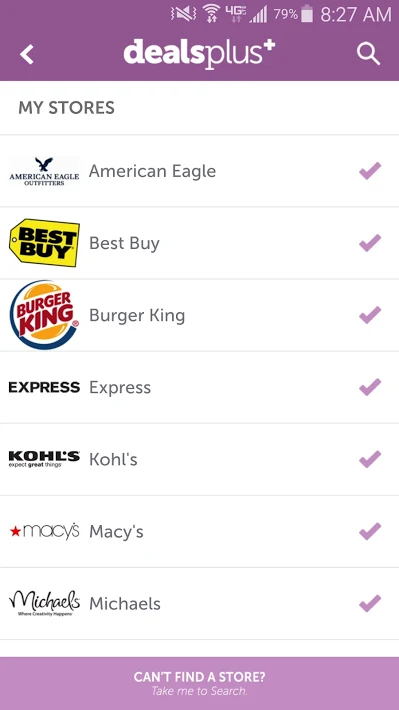 4G 79% 8:27 AM
dealsplus+
MY STORES
AMERICAN EAGLE
OUTFITTERS
American Eagle
BEST
BUY
Best Buy
BURGER
KING
®
Burger King
EXPRESS
Express
KOHL'S
expect great things
Kohl's
★macy's
Macy's
Michaels
Where Creativity Happens
Michaels
CAN'T FIND A STORE?
Take me to Search.